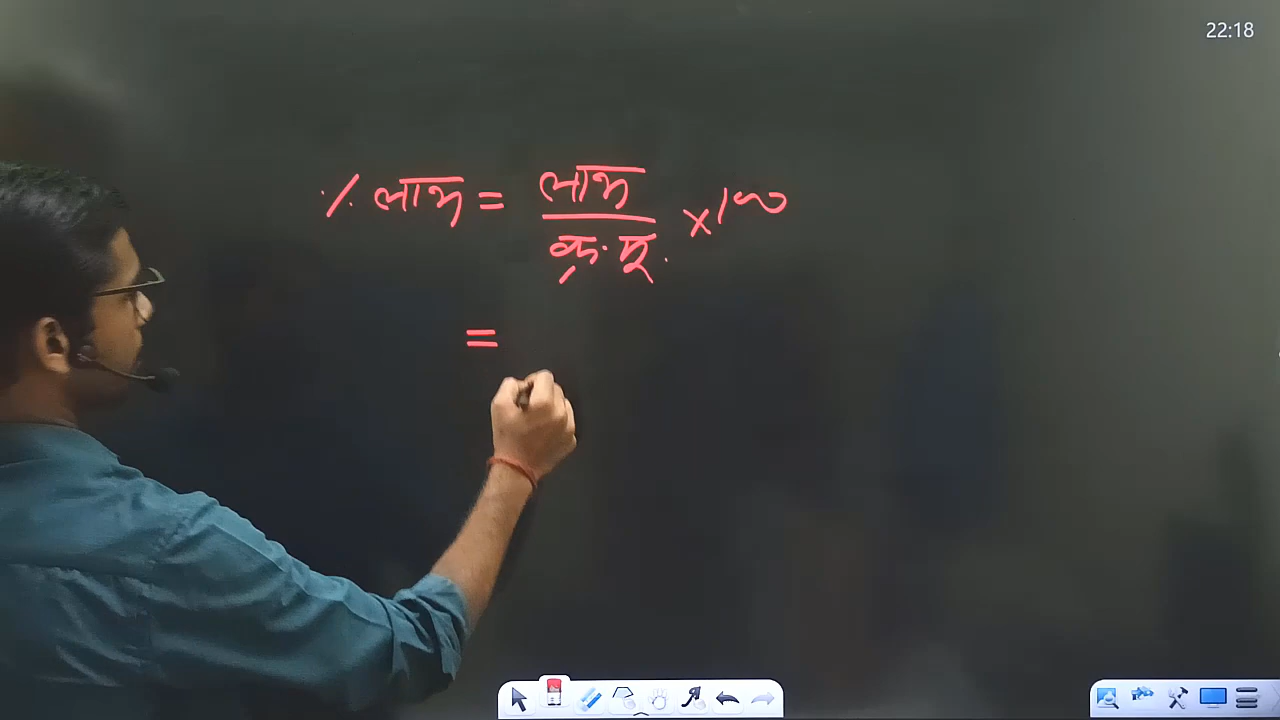 22:18
% लाभ = लाभ / क्र. मू. × 100
=